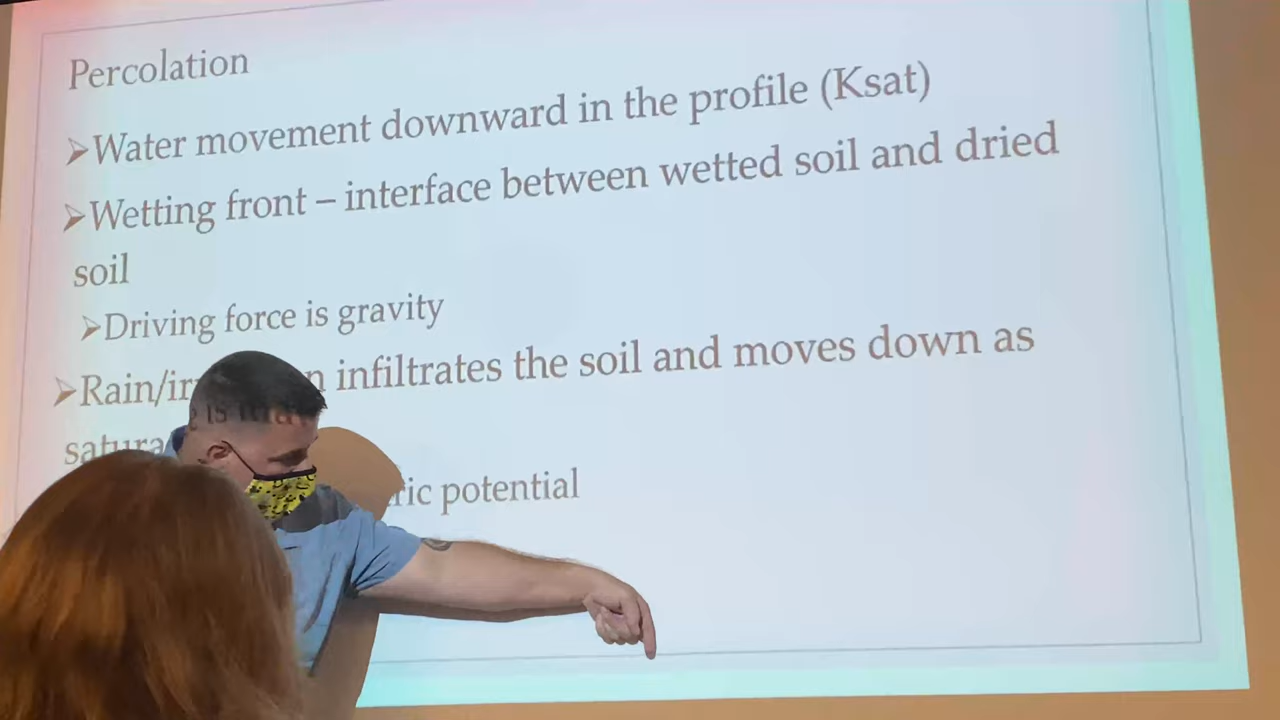 Percolation
➢Water movement downward in the profile (Ksat)
➢Wetting front – interface between wetted soil and dried
soil
➢Driving force is gravity
➢Rain/ir n infiltrates the soil and moves down as
satura
ric potential